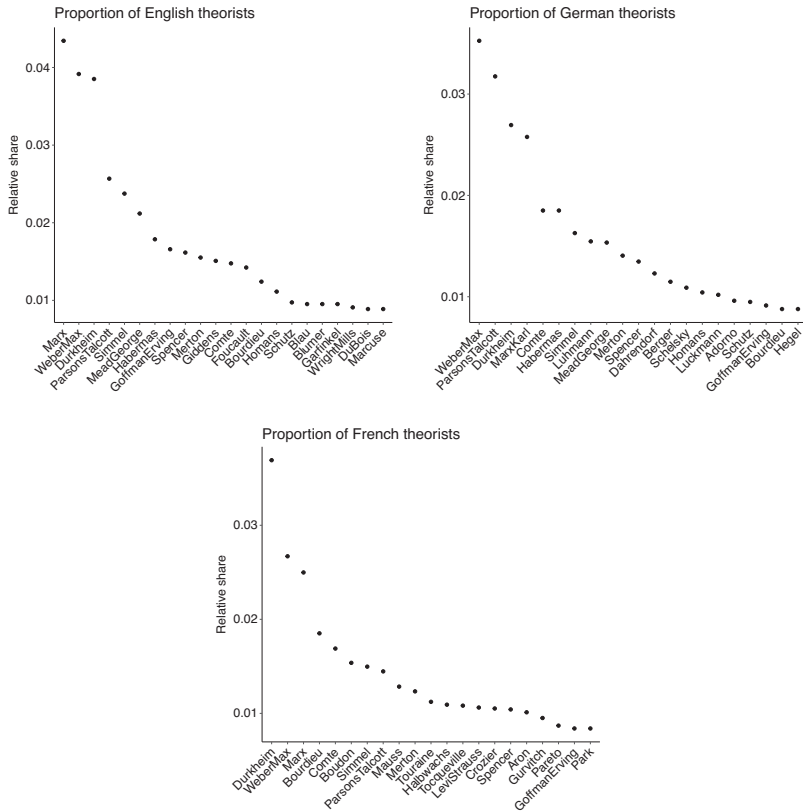 Proportion of English theorists
Relative share
0.04
0.03
0.02
0.01
Marx
WeberMax
Durkheim
ParsonsTalcott
Simmel
MeadGeorge
Habermas
GoffmanErving
Spencer
Merton
Giddens
Comte
Foucault
Bourdieu
Homans
Schutz
Blau
Blumer
Garfinkel
WrightMills
DuBois
Marcuse
Proportion of German theorists
Relative share
0.03
0.02
0.01
WeberMax
ParsonsTalcott
Durkheim
MarxKarl
Comte
Habermas
Simmel
Luhmann
MeadGeorge
Merton
Spencer
Dahrendorf
Berger
Schelsky
Homans
Luckmann
Adorno
Schutz
GoffmanErving
Bourdieu
Hegel
Proportion of French theorists
Relative share
0.03
0.02
0.01
Durkheim
WeberMax
Marx
Bourdieu
Comte
Boudon
Simmel
ParsonsTalcott
Mauss
Merton
Touraine
Halbwachs
Tocqueville
LeviStrauss
Crozier
Spencer
Aron
Gurvitch
Pareto
GoffmanErving
Park